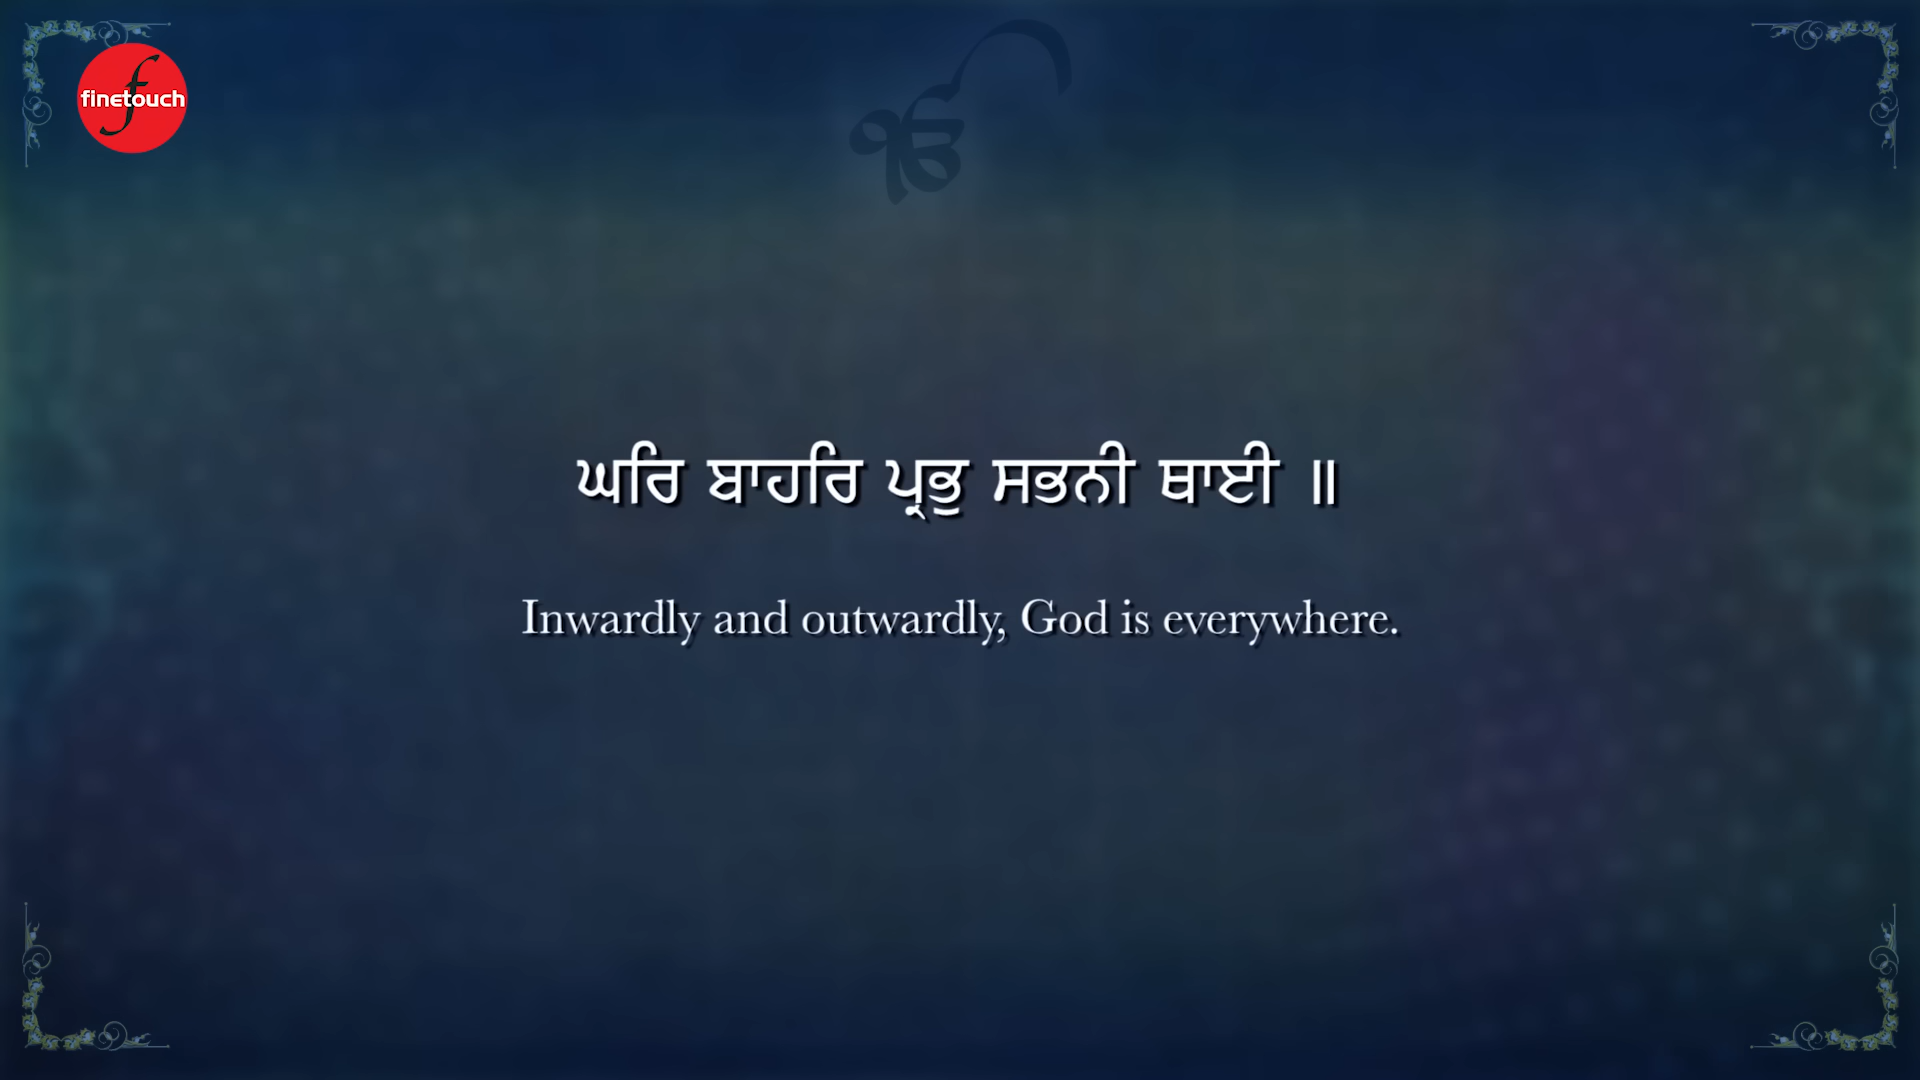 finetouch
ੴ
ਘਰਿ ਬਾਹਰਿ ਪ੍ਰਭੁ ਸਭਨੀ ਥਾਈ ॥
Inwardly and outwardly, God is everywhere.